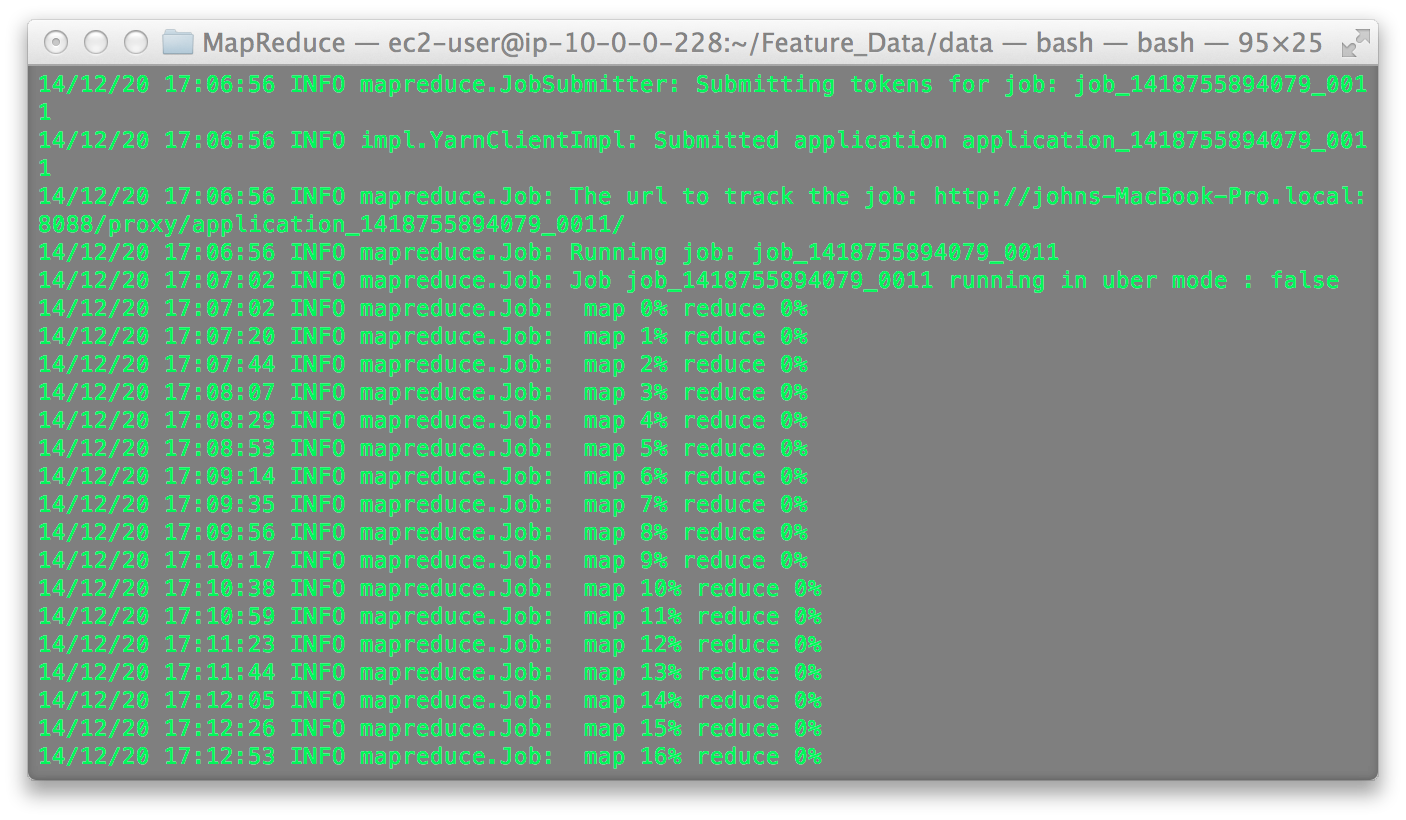 MapReduce — ec2-user@ip-10-0-0-228:~/Feature_Data/data — bash — bash — 95×25
14/12/20 17:06:56 INFO mapreduce.JobSubmitter: Submitting tokens for job: job_1418755894079_001
1
14/12/20 17:06:56 INFO impl.YarnClientImpl: Submitted application application_1418755894079_001
1
14/12/20 17:06:56 INFO mapreduce.Job: The url to track the job: http://johns-MacBook-Pro.local:
8088/proxy/application_1418755894079_0011/
14/12/20 17:06:56 INFO mapreduce.Job: Running job: job_1418755894079_0011
14/12/20 17:07:02 INFO mapreduce.Job: Job job_1418755894079_0011 running in uber mode : false
14/12/20 17:07:02 INFO mapreduce.Job:  map 0% reduce 0%
14/12/20 17:07:20 INFO mapreduce.Job:  map 1% reduce 0%
14/12/20 17:07:44 INFO mapreduce.Job:  map 2% reduce 0%
14/12/20 17:08:07 INFO mapreduce.Job:  map 3% reduce 0%
14/12/20 17:08:29 INFO mapreduce.Job:  map 4% reduce 0%
14/12/20 17:08:53 INFO mapreduce.Job:  map 5% reduce 0%
14/12/20 17:09:14 INFO mapreduce.Job:  map 6% reduce 0%
14/12/20 17:09:35 INFO mapreduce.Job:  map 7% reduce 0%
14/12/20 17:09:56 INFO mapreduce.Job:  map 8% reduce 0%
14/12/20 17:10:17 INFO mapreduce.Job:  map 9% reduce 0%
14/12/20 17:10:38 INFO mapreduce.Job:  map 10% reduce 0%
14/12/20 17:10:59 INFO mapreduce.Job:  map 11% reduce 0%
14/12/20 17:11:23 INFO mapreduce.Job:  map 12% reduce 0%
14/12/20 17:11:44 INFO mapreduce.Job:  map 13% reduce 0%
14/12/20 17:12:05 INFO mapreduce.Job:  map 14% reduce 0%
14/12/20 17:12:26 INFO mapreduce.Job:  map 15% reduce 0%
14/12/20 17:12:53 INFO mapreduce.Job:  map 16% reduce 0%